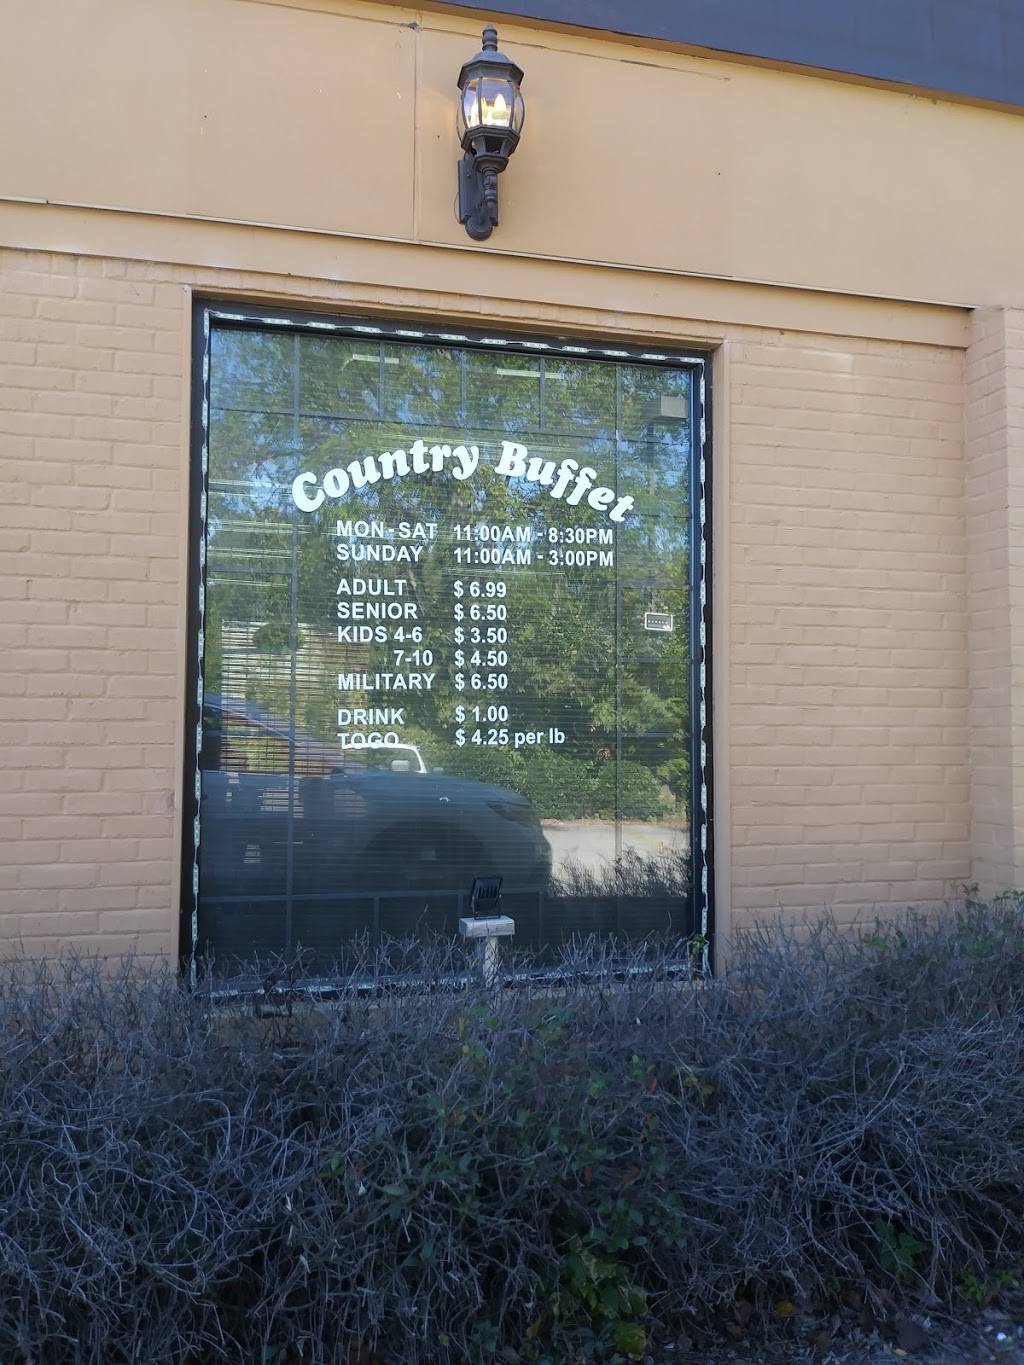 Country Buffet
MON-SAT 11:00AM - 8:30PM
SUNDAY 11:00AM - 3:00PM
ADULT $ 6.99
SENIOR $ 6.50
KIDS 4-6 $ 3.50
7-10 $ 4.50
MILITARY $ 6.50
DRINK $ 1.00
TOGO $ 4.25 per lb